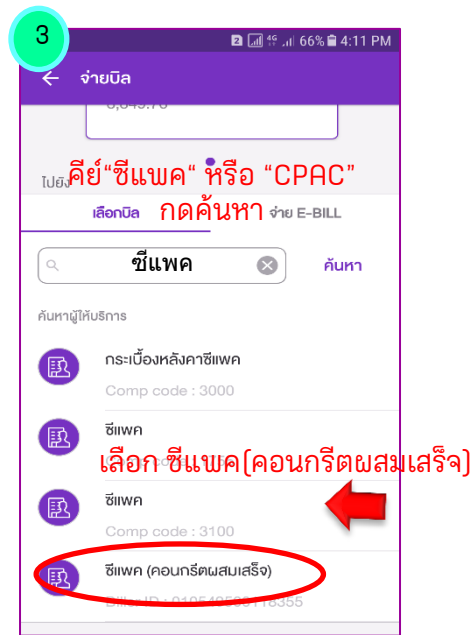 3
2 4G 66% 4:11 PM
← จ่ายบิล
ไปยัง
คีย์“ซีแพค“ หรือ “CPAC”
กดค้นหา
เลือกบิล จ่าย E-BILL
ซีแพค ค้นหา
ค้นหาผู้ให้บริการ
กระเบื้องหลังคาซีแพค
Comp code : 3000
ซีแพค
เลือก ซีแพค(คอนกรีตผสมเสร็จ)
ซีแพค
Comp code : 3100
ซีแพค (คอนกรีตผสมเสร็จ)